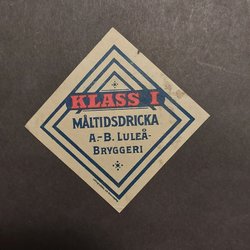 KLASS I
MÅLTIDSDRICKA
A.-B. LULEÅ-
BRYGGERI